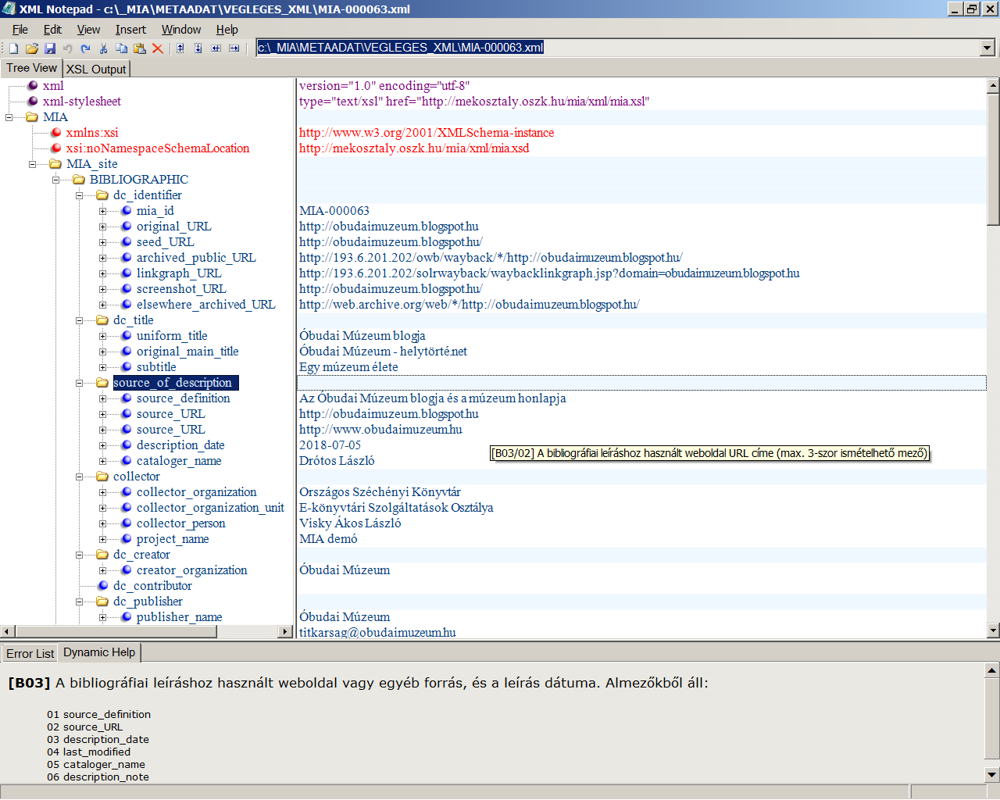 XML Notepad - c:\_MIA\METAADAT\VEGLEGES_XML\MIA-000063.xml
File Edit View Insert Window Help
c:\_MIA\METAADAT\VEGLEGES_XML\MIA-000063.xml
Tree View XSL Output
xml version="1.0" encoding="utf-8"
xml-stylesheet type="text/xsl" href="http://mekosztaly.oszk.hu/mia/xml/mia.xsl"
MIA
xmlns:xsi http://www.w3.org/2001/XMLSchema-instance
xsi:noNamespaceSchemaLocation http://mekosztaly.oszk.hu/mia/xml/mia.xsd
MIA_site
BIBLIOGRAPHIC
dc_identifier
mia_id MIA-000063
original_URL http://obudaimuzeum.blogspot.hu
seed_URL http://obudaimuzeum.blogspot.hu/
archived_public_URL http://193.6.201.202/owb/wayback/*/http://obudaimuzeum.blogspot.hu/
linkgraph_URL http://193.6.201.202/solrwayback/waybacklinkgraph.jsp?domain=obudaimuzeum.blogspot.hu
screenshot_URL http://obudaimuzeum.blogspot.hu/
elsewhere_archived_URL http://web.archive.org/web/*/http://obudaimuzeum.blogspot.hu/
dc_title
uniform_title Óbudai Múzeum blogja
original_main_title Óbudai Múzeum - helytörté.net
subtitle Egy múzeum élete
source_of_description
source_definition Az Óbudai Múzeum blogja és a múzeum honlapja
source_URL http://obudaimuzeum.blogspot.hu
source_URL http://www.obudaimuzeum.hu
description_date 2018-07-05
[B03/02] A bibliográfiai leíráshoz használt weboldal URL címe (max. 3-szor ismételhető mező)
cataloger_name Drótos László
collector
collector_organization Országos Széchényi Könyvtár
collector_organization_unit E-könyvtári Szolgáltatások Osztálya
collector_person Visky Ákos László
project_name MIA demó
dc_creator
creator_organization Óbudai Múzeum
dc_contributor
dc_publisher
publisher_name Óbudai Múzeum
titkarsag@obudaimuzeum.hu
Error List Dynamic Help
[B03] A bibliográfiai leíráshoz használt weboldal vagy egyéb forrás, és a leírás dátuma. Almezőkből áll:
01 source_definition
02 source_URL
03 description_date
04 last_modified
05 cataloger_name
06 description_note